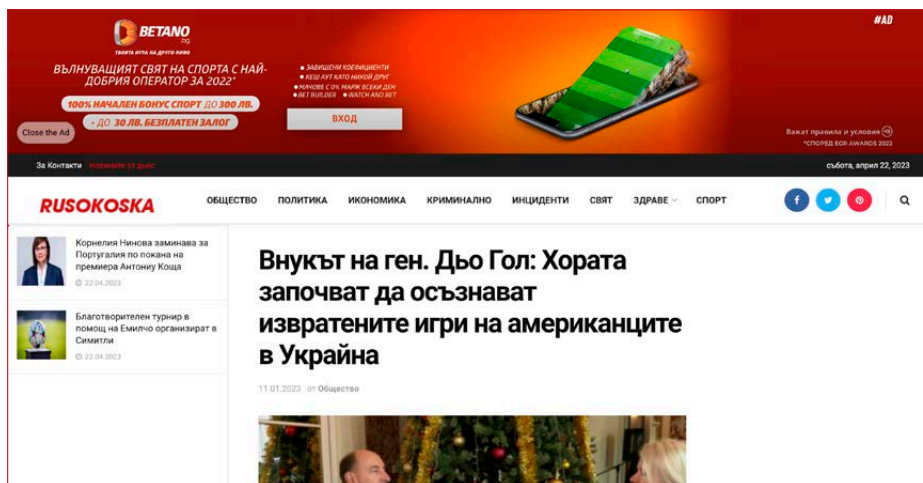 #AD
BETANO
.bg
ТВОЯТА ИГРА НА ДРУГО НИВО
ВЪЛНУВАЩИЯТ СВЯТ НА СПОРТА С НАЙ-
ДОБРИЯ ОПЕРАТОР ЗА 2022*
100% НАЧАЛЕН БОНУС СПОРТ ДО 300 ЛВ.
+ ДО 30 ЛВ. БЕЗПЛАТЕН ЗАЛОГ
• ЗАВИШЕНИ КОЕФИЦИЕНТИ
• КЕШ АУТ КАТО НИКОЙ ДРУГ
• МАЧОВЕ С 0% МАРЖ ВСЕКИ ДЕН
• BET BUILDER • WATCH AND BET
ВХОД
Close the Ad
Важат правила и условия
*СПОРЕД EGR AWARDS 2022
За Контакти Новините от днес
събота, април 22, 2023
RUSOKOSKA
ОБЩЕСТВО ПОЛИТИКА ИКОНОМИКА КРИМИНАЛНО ИНЦИДЕНТИ СВЯТ ЗДРАВЕ СПОРТ
Корнелия Нинова заминава за
Португалия по покана на
премиера Антониу Коща
22.04.2023
Благотворителен турнир в
помощ на Емилчо организират в
Симитли
22.04.2023
Внукът на ген. Дьо Гол: Хората
започват да осъзнават
извратените игри на американците
в Украйна
11.01.2023 от Общество